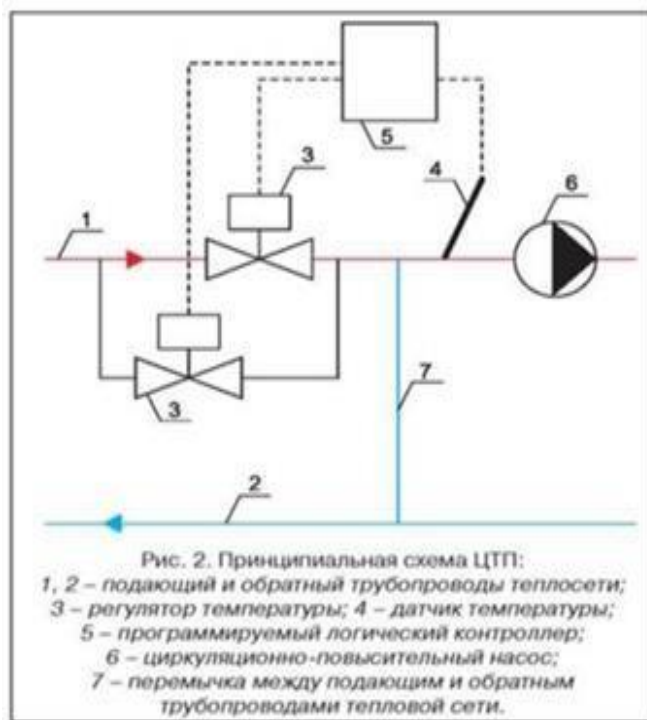 5
3
4
6
1
3
7
2
Рис. 2. Принципиальная схема ЦТП:
1, 2 – подающий и обратный трубопроводы теплосети;
3 – регулятор температуры; 4 – датчик температуры;
5 – программируемый логический контроллер;
6 – циркуляционно-повысительный насос;
7 – перемычка между подающим и обратным
трубопроводами тепловой сети.